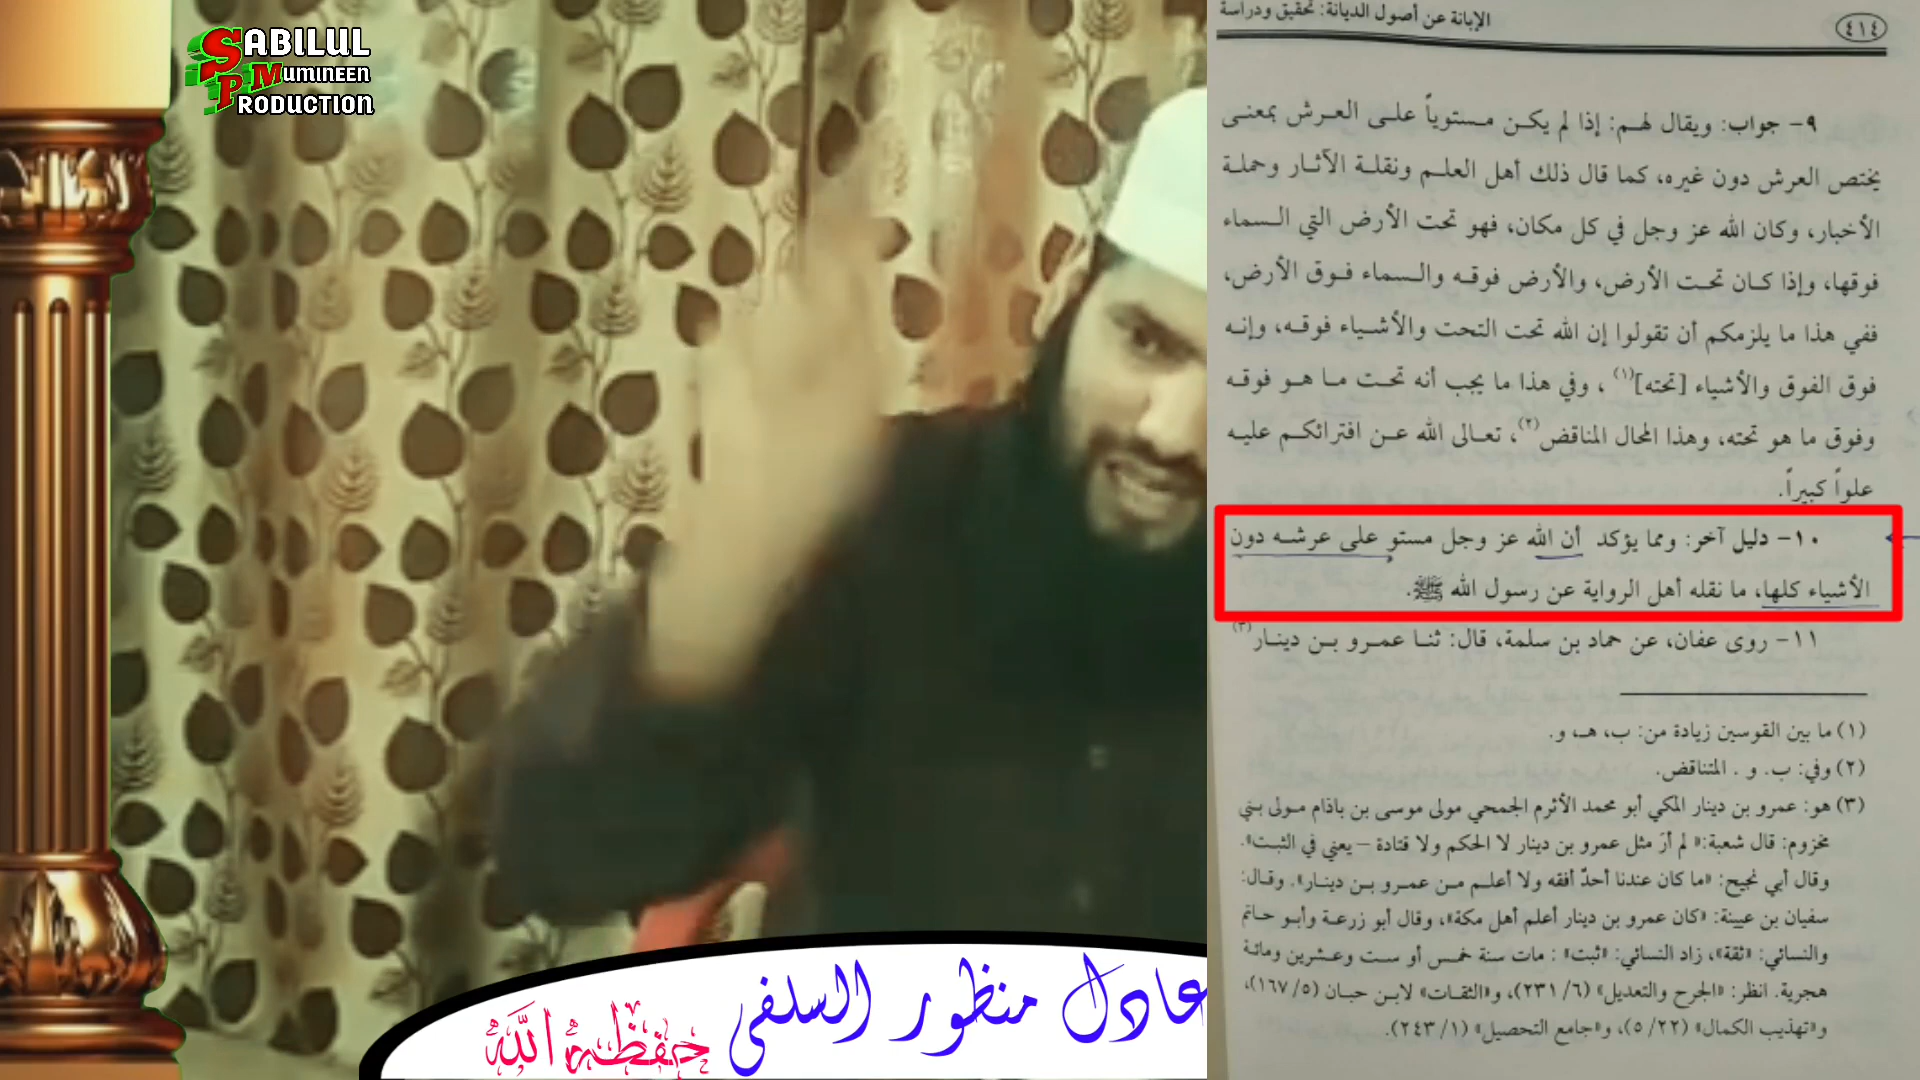 SABILUL
MUMINEEN
PRODUCTION
عادل منظور السلفی
حفظہ اللہ
الإبانة عن أصول الديانة: تحقيق ودراسة
٤١٤
٩- جواب: ويقال لهم: إذا لم يكن مستوياً على العرش بمعنى
يختص العرش دون غيره، كما قال ذلك أهل العلم ونقلة الآثار وحملة
الأخبار، وكان الله عز وجل في كل مكان، فهو تحت الأرض التي السماء
فوقها، وإذا كان تحت الأرض، والأرض فوقه والسماء فوق الأرض،
ففي هذا ما يلزمكم أن تقولوا إن الله تحت التحت والأشياء فوقه، وإنه
فوق الفوق والأشياء [تحته](١)، وفي هذا ما يجب أنه تحت ما هو فوقه
وفوق ما هو تحته، وهذا المحال المناقض(٢)، تعالى الله عن افترائكم عليه
علواً كبيراً.
١٠- دليل آخر: ومما يؤكد أن الله عز وجل مستو على عرشه دون
الأشياء كلها، ما نقله أهل الرواية عن رسول الله ﷺ.
١١- روى عفان، عن حماد بن سلمة، قال: ثنا عمرو بن دينار(٣)
(١) ما بين القوسين زيادة من: ب، هـ، و.
(٢) وفي: ب. و. المتناقض.
(٣) هو: عمرو بن دينار المكي أبو محمد الأثرم الجمحي مولى موسى بن باذام مولى بني
مخزوم: قال شعبة:« لم أرَ مثل عمرو بن دينار لا الحكم ولا قتادة – يعني في الثبت».
وقال أبي نجيح: «ما كان عندنا أحدٌ أفقه ولا أعلم من عمرو بن دينار». وقال:
سفيان بن عيينة: «كان عمرو بن دينار أعلم أهل مكة»، وقال أبو زرعة وأبو حاتم
والنسائي: «ثقة»، زاد النسائي: «ثبت» : مات سنة خمس أو ست وعشرين ومائة
هجرية. انظر: «الجرح والتعديل» (٦/ ٢٣١)، و«الثقات» لابن حبان (٥/ ١٦٧)،
و«تهذيب الكمال» (٢٢/ ٥)، و«جامع التحصيل» (١/ ٢٤٣).